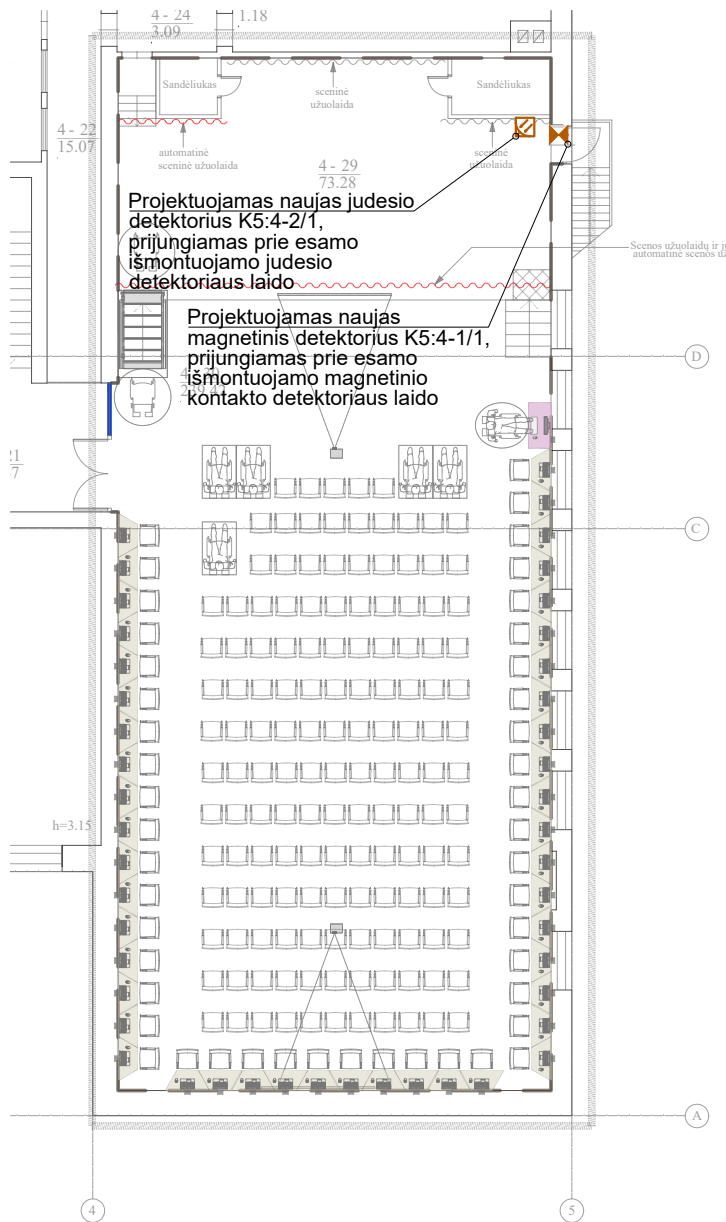 4 - 24
3.09
1.18
4 - 22
15.07
Sandėliukas
sceninė
užuolaida
Sandėliukas
automatinė
sceninė užuolaida
sceninė
užuolaida
4 - 29
73.28
Projektuojamas naujas judesio
detektorius K5:4-2/1,
prijungiamas prie esamo
išmontuojamo judesio
detektoriaus laido
Scenos užuolaidų ir
automatinė scenos
Projektuojamas naujas
magnetinis detektorius K5:4-1/1,
prijungiamas prie esamo
išmontuojamo magnetinio
kontakto detektoriaus laido
D
C
h=3.15
A
4
5